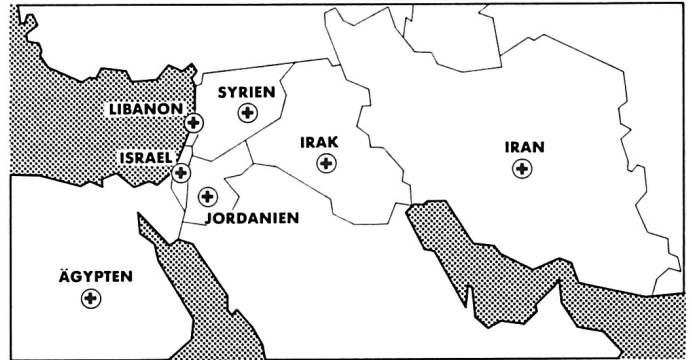 SYRIEN
LIBANON
IRAK
IRAN
ISRAEL
JORDANIEN
ÄGYPTEN